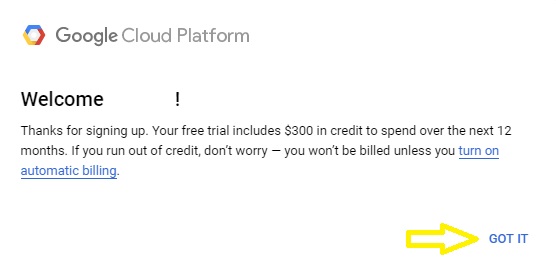 Google Cloud Platform
Welcome !
Thanks for signing up. Your free trial includes $300 in credit to spend over the next 12
months. If you run out of credit, don't worry — you won't be billed unless you turn on
automatic billing.
GOT IT